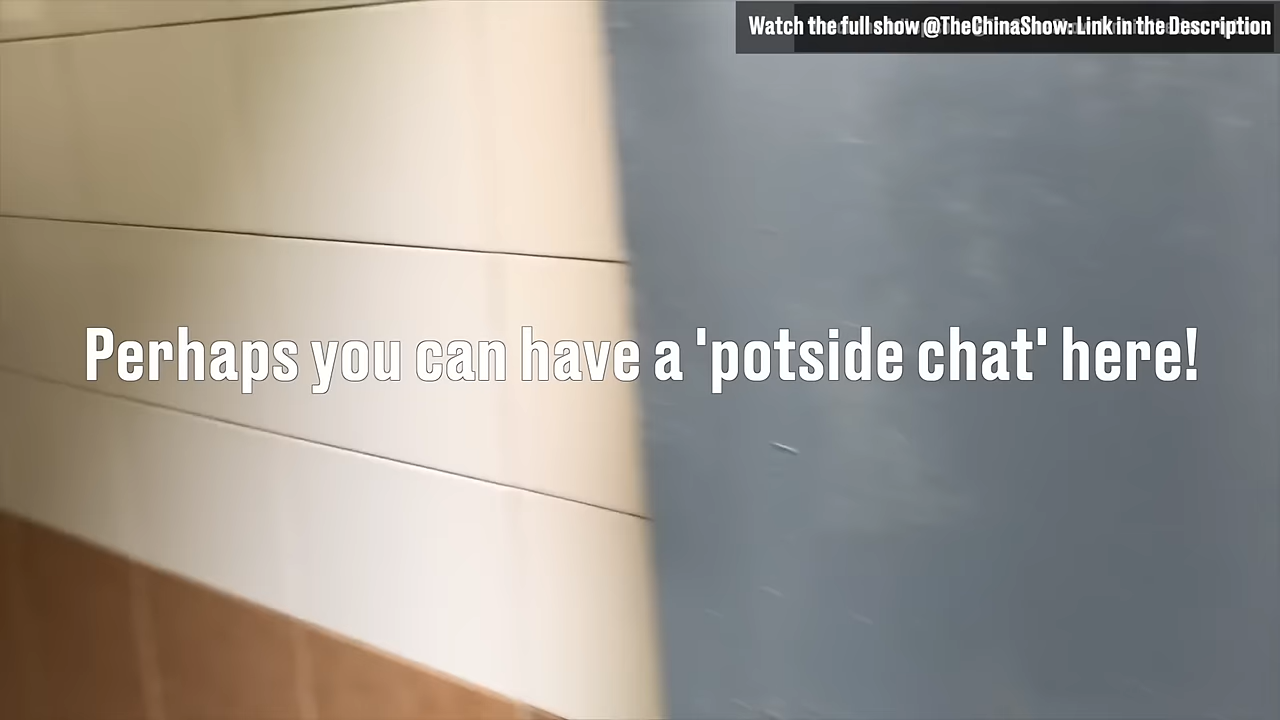 Watch the full show @TheChinaShow: Link in the Description
Perhaps you can have a 'potside chat' here!